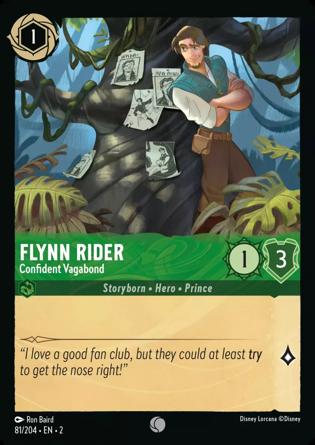 1
FLYNN RIDER
Confident Vagabond
1
3
Storyborn • Hero • Prince
“I love a good fan club, but they could at least try
to get the nose right!”
Ron Baird
81/204 • EN • 2
Disney Lorcana ©Disney